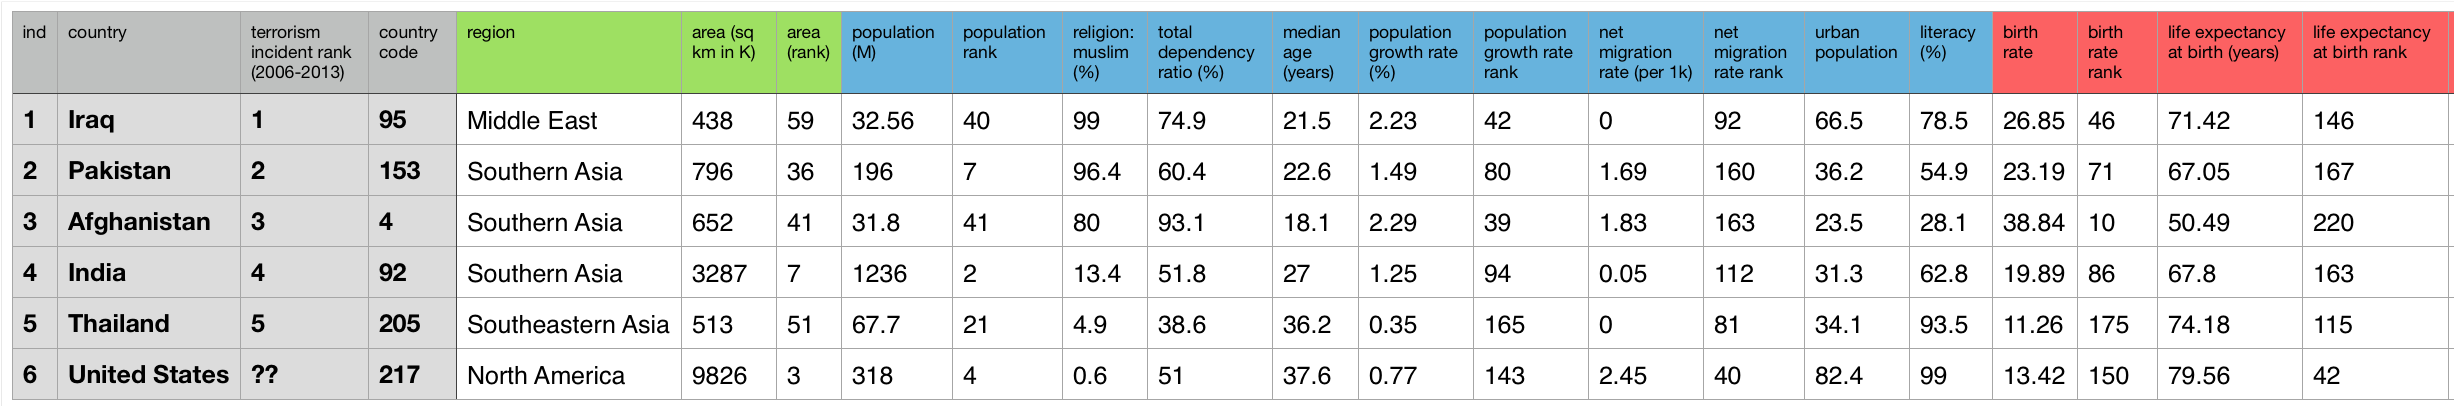 ind country terrorism incident rank (2006-2013) country code region area (sq km in K) area (rank) population (M) population rank religion: muslim (%) total dependency ratio (%) median age (years) population growth rate (%) population growth rate rank net migration rate (per 1k) net migration rate rank urban population literacy (%) birth rate birth rate rank life expectancy at birth (years) life expectancy at birth rank
1 Iraq 1 95 Middle East 438 59 32.56 40 99 74.9 21.5 2.23 42 0 92 66.5 78.5 26.85 46 71.42 146
2 Pakistan 2 153 Southern Asia 796 36 196 7 96.4 60.4 22.6 1.49 80 1.69 160 36.2 54.9 23.19 71 67.05 167
3 Afghanistan 3 4 Southern Asia 652 41 31.8 41 80 93.1 18.1 2.29 39 1.83 163 23.5 28.1 38.84 10 50.49 220
4 India 4 92 Southern Asia 3287 7 1236 2 13.4 51.8 27 1.25 94 0.05 112 31.3 62.8 19.89 86 67.8 163
5 Thailand 5 205 Southeastern Asia 513 51 67.7 21 4.9 38.6 36.2 0.35 165 0 81 34.1 93.5 11.26 175 74.18 115
6 United States ?? 217 North America 9826 3 318 4 0.6 51 37.6 0.77 143 2.45 40 82.4 99 13.42 150 79.56 42